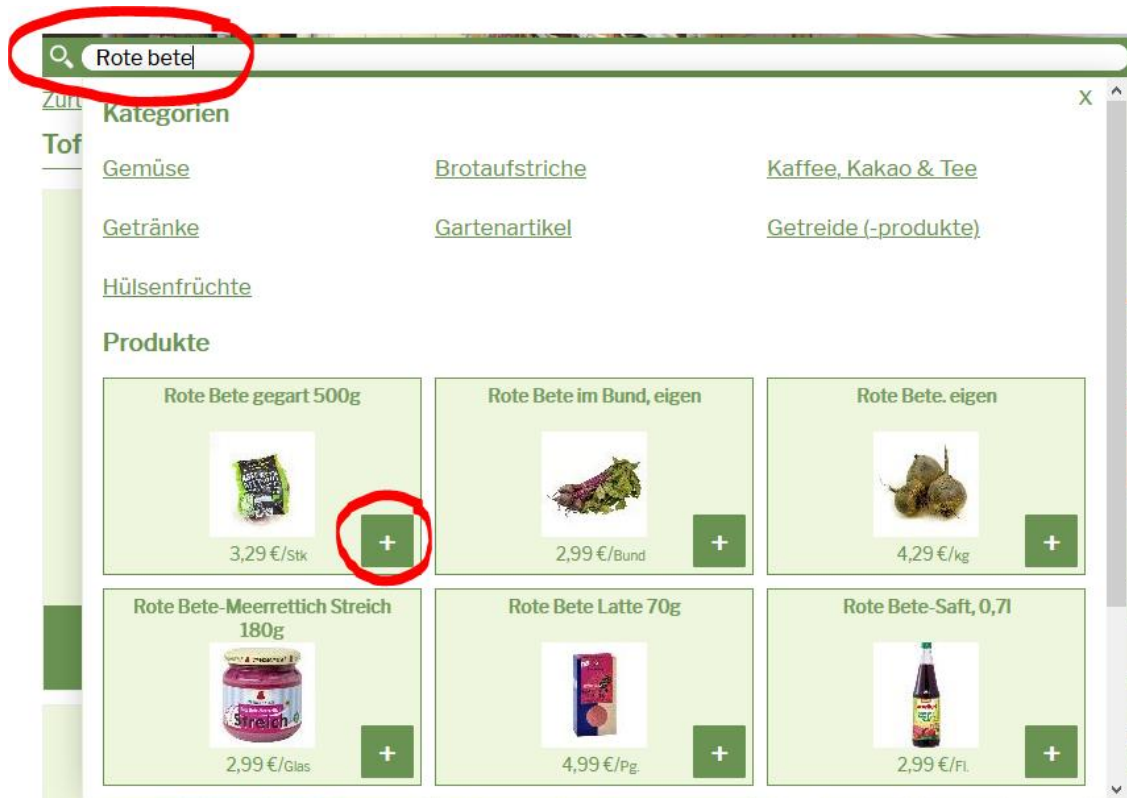 Rote bete
Zurü
Kategorien
X
Tof
Gemüse
Brotaufstriche
Kaffee, Kakao & Tee
Getränke
Gartenartikel
Getreide (-produkte)
Hülsenfrüchte
Produkte
Rote Bete gegart 500g
3,29 €/Stk
+
Rote Bete im Bund, eigen
2,99 €/Bund
+
Rote Bete. eigen
4,29 €/kg
+
Rote Bete-Meerrettich Streich
180g
Streich
2,99 €/Glas
+
Rote Bete Latte 70g
4,99 €/Pg.
+
Rote Bete-Saft, 0,7l
2,99 €/Fl.
+